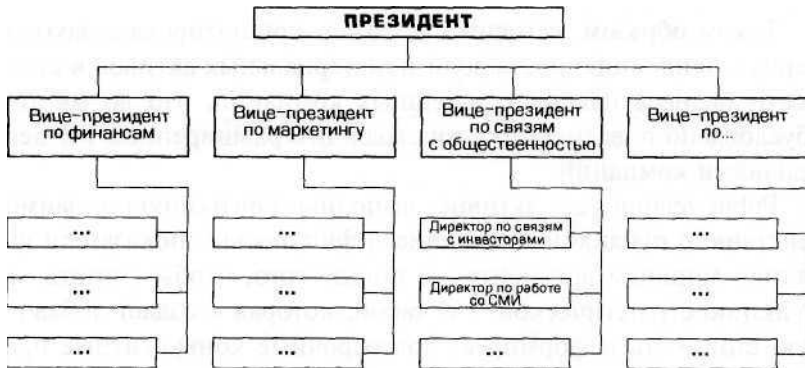 ПРЕЗИДЕНТ
Вице-президент
по финансам
Вице-президент
по маркетингу
Вице-президент
по связям
с общественностью
Вице-президент
по...
...
...
Директор по связям
с инвесторами
...
...
...
Директор по работе
со СМИ
...
...
...
...
...